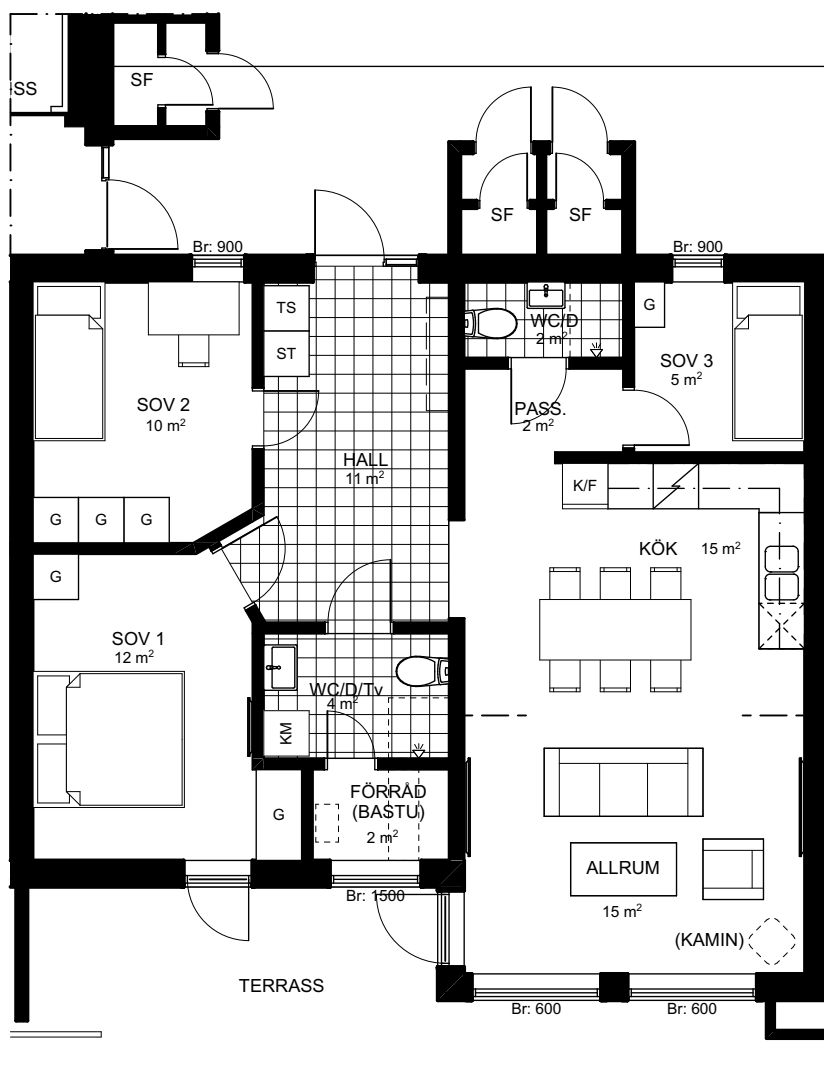 SF
SS
SF
SF
Br: 900
Br: 900
TS
ST
WC/D
2 m²
G
SOV 3
5 m²
SOV 2
10 m²
PASS.
2 m²
HALL
11 m²
K/F
G
G
G
KÖK
15 m²
G
SOV 1
12 m²
WC/D/Tv
4 m²
KM
FÖRRÅD
(BASTU)
2 m²
G
ALLRUM
15 m²
Br: 1500
(KAMIN)
TERRASS
Br: 600
Br: 600